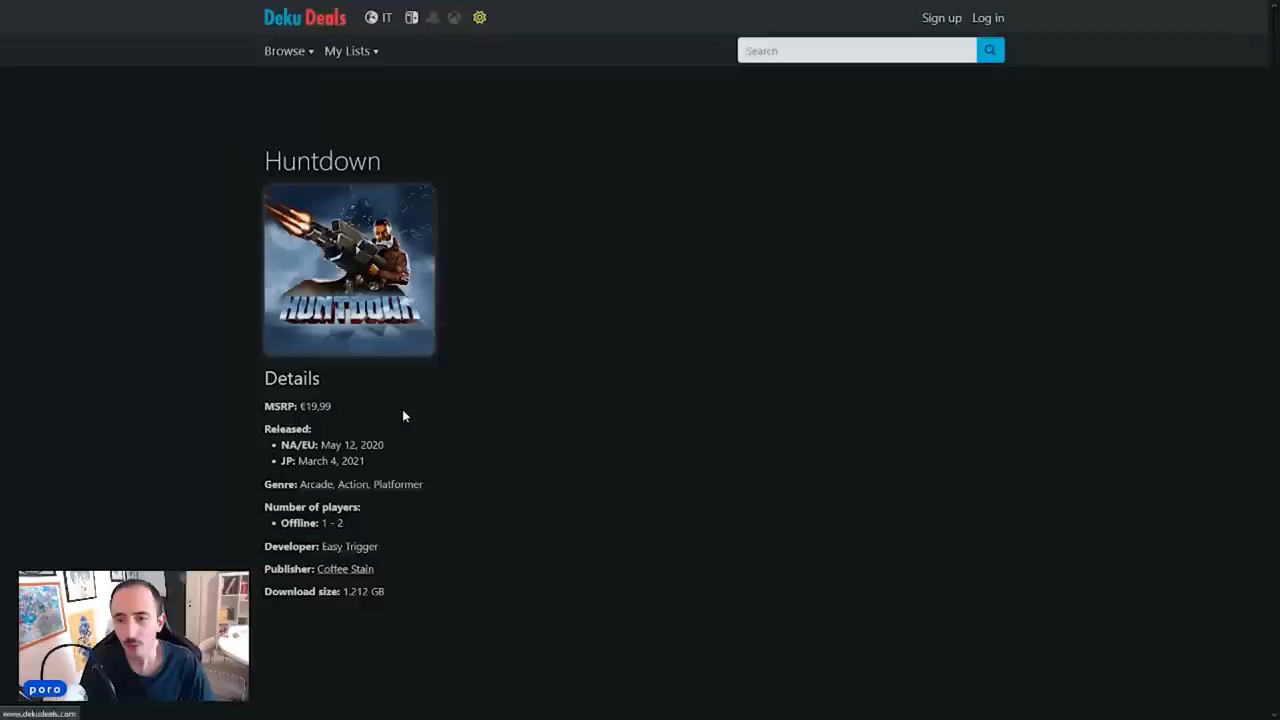 Deku Deals IT Sign up Log in
Browse My Lists Search
Huntdown
HUNTDOWN
Details
MSRP: €19,99
Released:
• NA/EU: May 12, 2020
• JP: March 4, 2021
Genre: Arcade, Action, Platformer
Number of players:
• Offline: 1 - 2
Developer: Easy Trigger
Publisher: Coffee Stain
Download size: 1.212 GB
poro
www.dekudeals.com